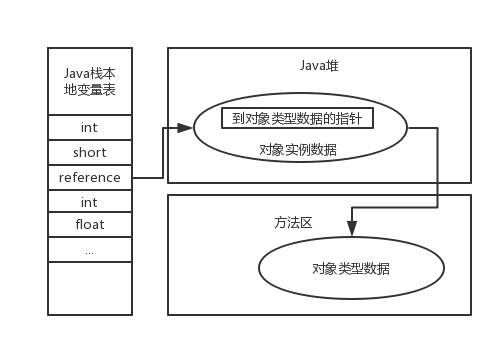 Java栈本
地变量表
int
short
reference
int
float
...
Java堆
到对象类型数据的指针
对象实例数据
方法区
对象类型数据